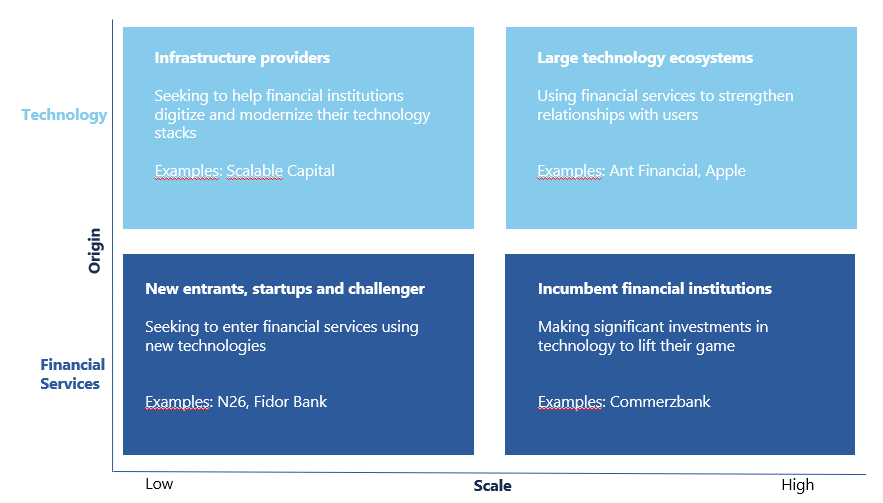 Infrastructure providers
Seeking to help financial institutions
digitize and modernize their technology
stacks
Examples: Scalable Capital
Large technology ecosystems
Using financial services to strengthen
relationships with users
Examples: Ant Financial, Apple
Technology
Origin
New entrants, startups and challenger
Seeking to enter financial services using
new technologies
Examples: N26, Fidor Bank
Incumbent financial institutions
Making significant investments in
technology to lift their game
Examples: Commerzbank
Financial
Services
Low
Scale
High